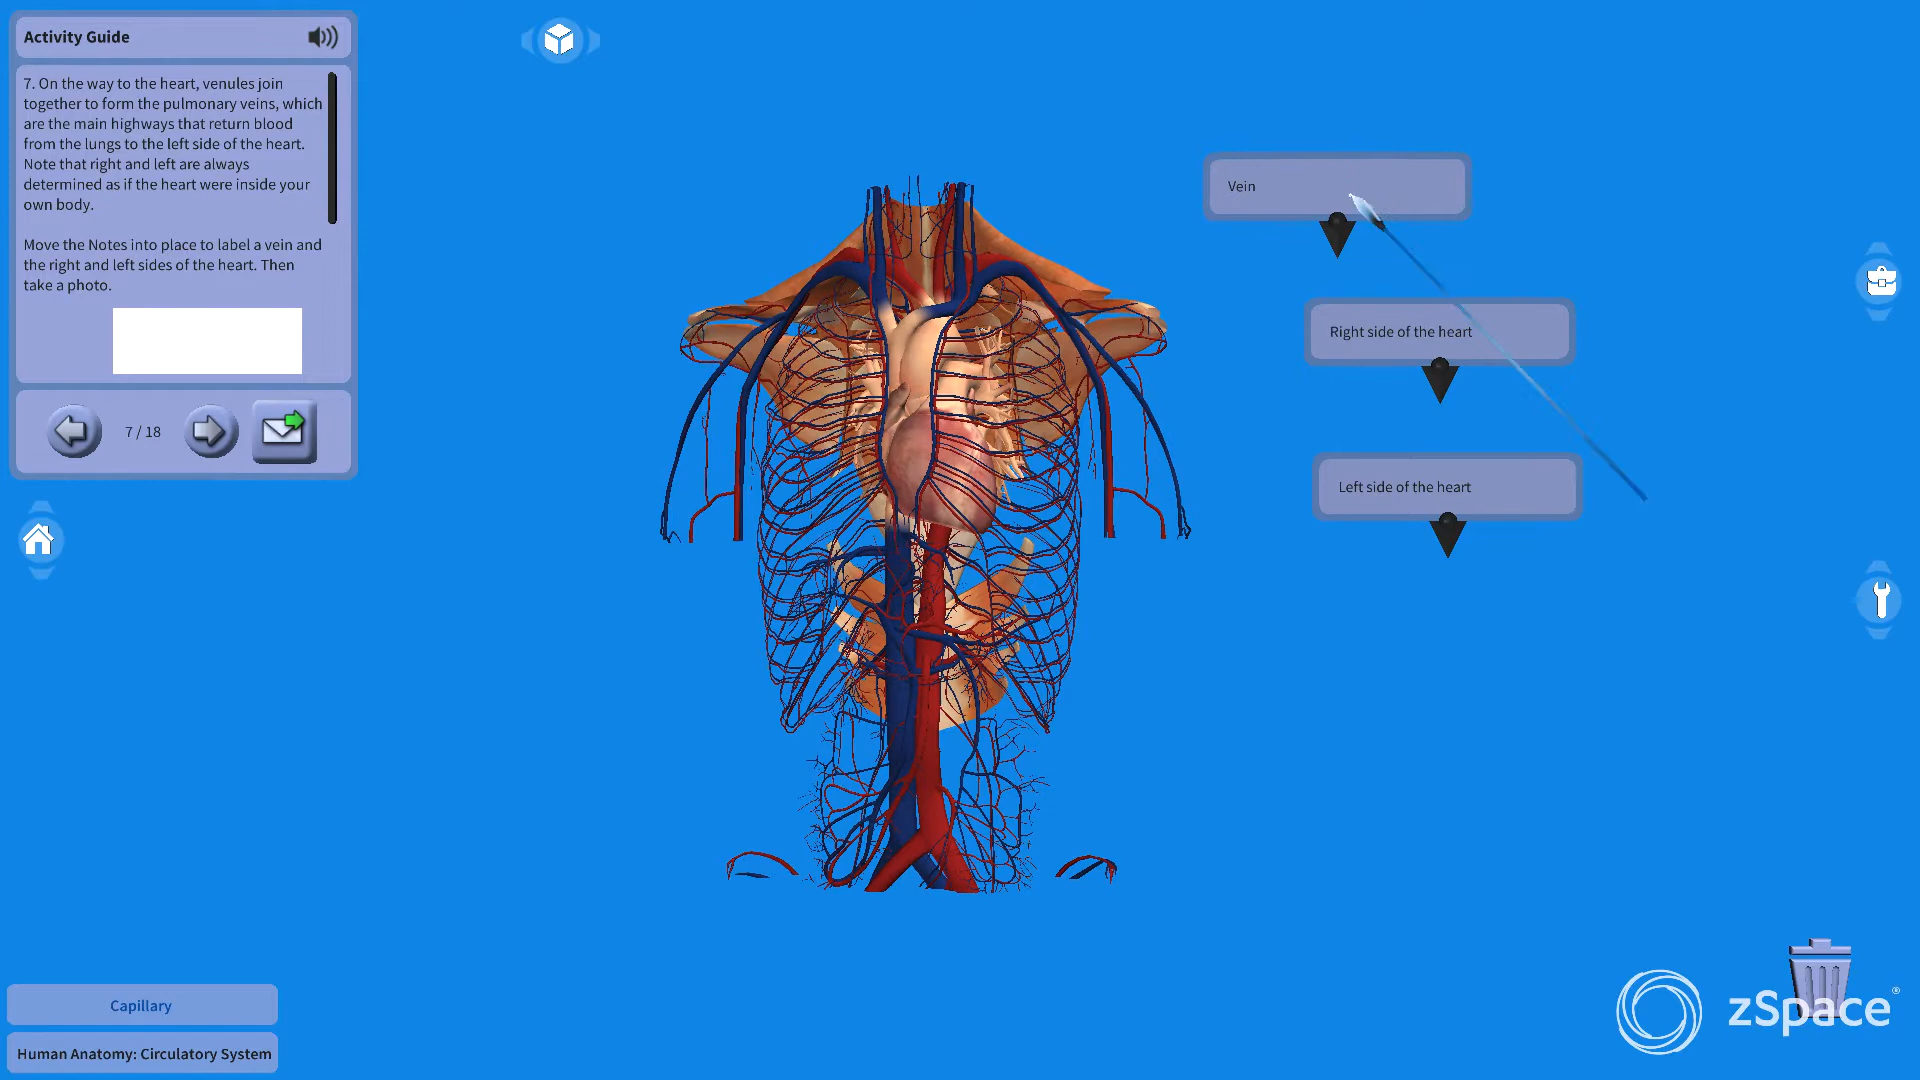 Activity Guide
7. On the way to the heart, venules join
together to form the pulmonary veins, which
are the main highways that return blood
from the lungs to the left side of the heart.
Note that right and left are always
determined as if the heart were inside your
own body.
Move the Notes into place to label a vein and
the right and left sides of the heart. Then
take a photo.
7 / 18
Vein
Right side of the heart
Left side of the heart
Capillary
Human Anatomy: Circulatory System
zSpace®